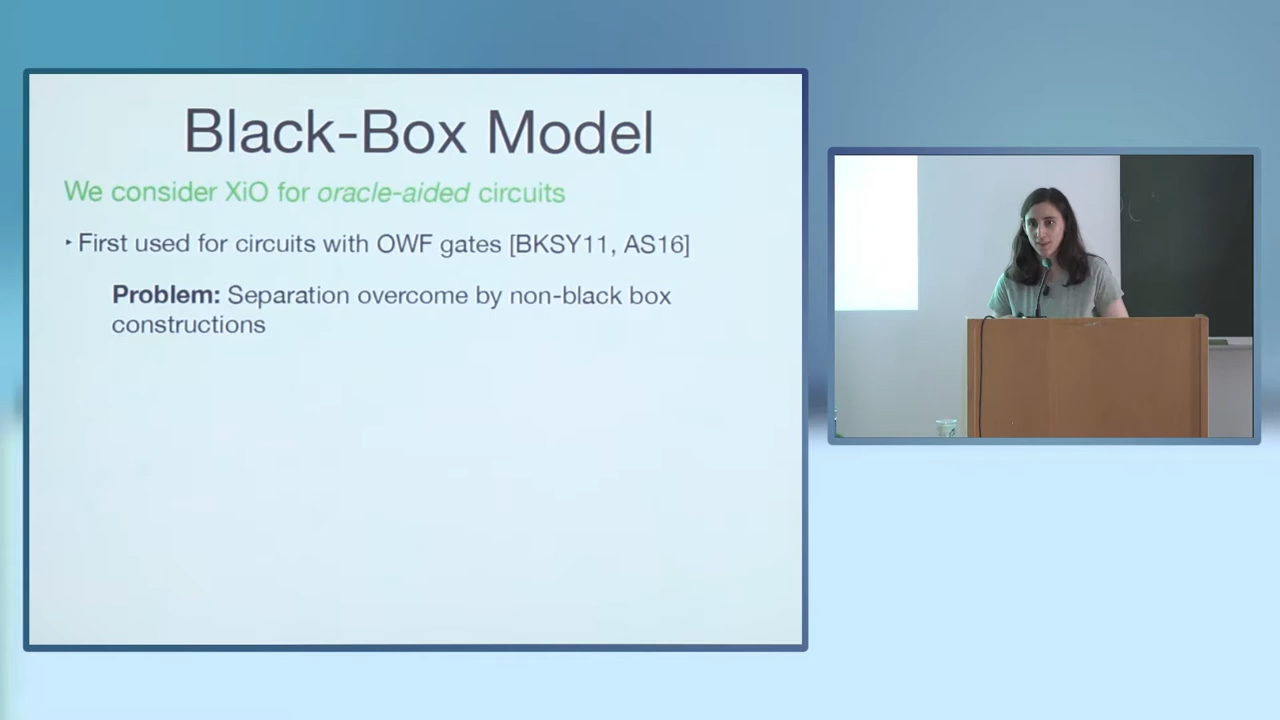 Black-Box Model
We consider XiO for oracle-aided circuits
‣ First used for circuits with OWF gates [BKSY11, AS16]
Problem: Separation overcome by non-black box
constructions